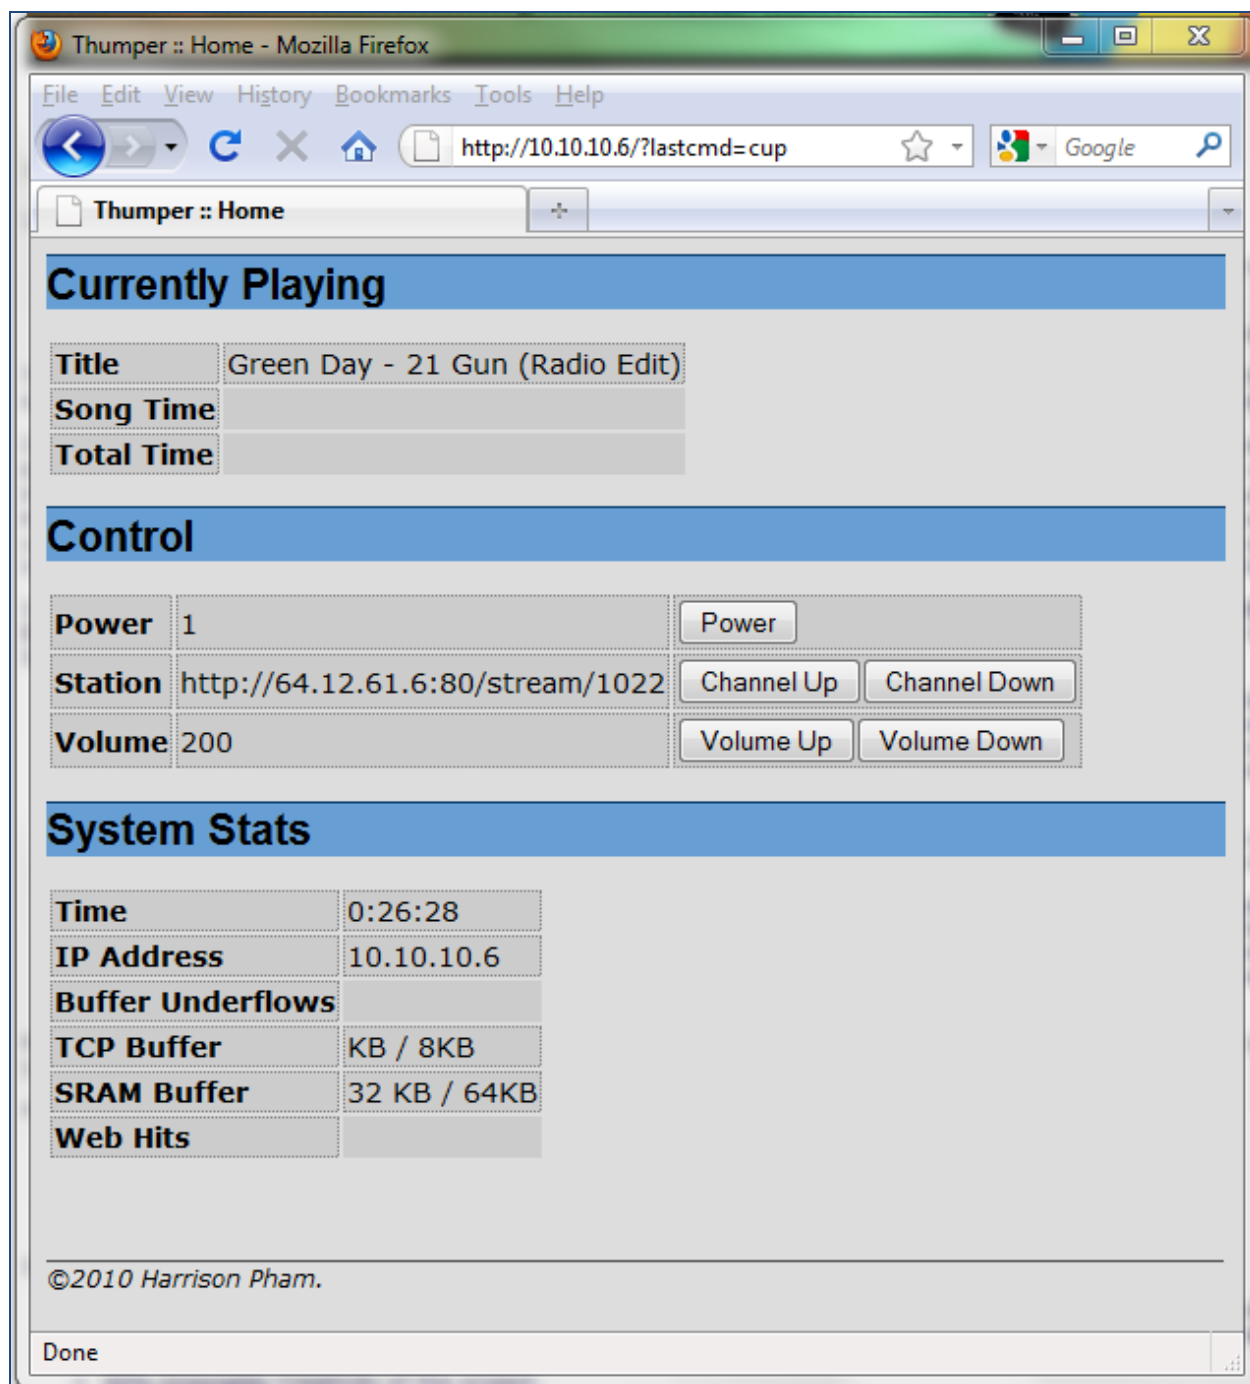 Thumper :: Home - Mozilla Firefox
File Edit View History Bookmarks Tools Help
http://10.10.10.6/?lastcmd=cup Google
Thumper :: Home
Currently Playing
Title Green Day - 21 Gun (Radio Edit)
Song Time
Total Time
Control
Power 1 Power
Station http://64.12.61.6:80/stream/1022 Channel Up Channel Down
Volume 200 Volume Up Volume Down
System Stats
Time 0:26:28
IP Address 10.10.10.6
Buffer Underflows
TCP Buffer KB / 8KB
SRAM Buffer 32 KB / 64KB
Web Hits
©2010 Harrison Pham.
Done